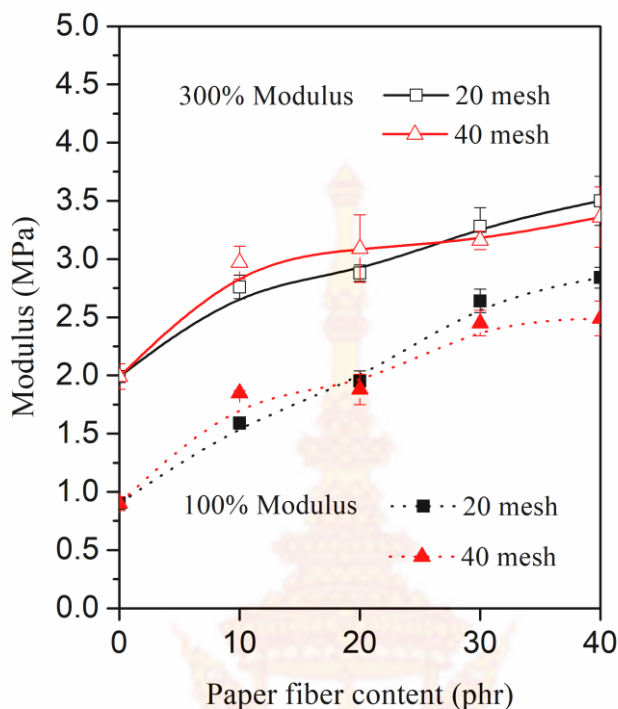 5.0
4.5
4.0
3.5
3.0
2.5
2.0
1.5
1.0
0.5
0.0
Modulus (MPa)
300% Modulus
20 mesh
40 mesh
100% Modulus
20 mesh
40 mesh
0 10 20 30 40
Paper fiber content (phr)